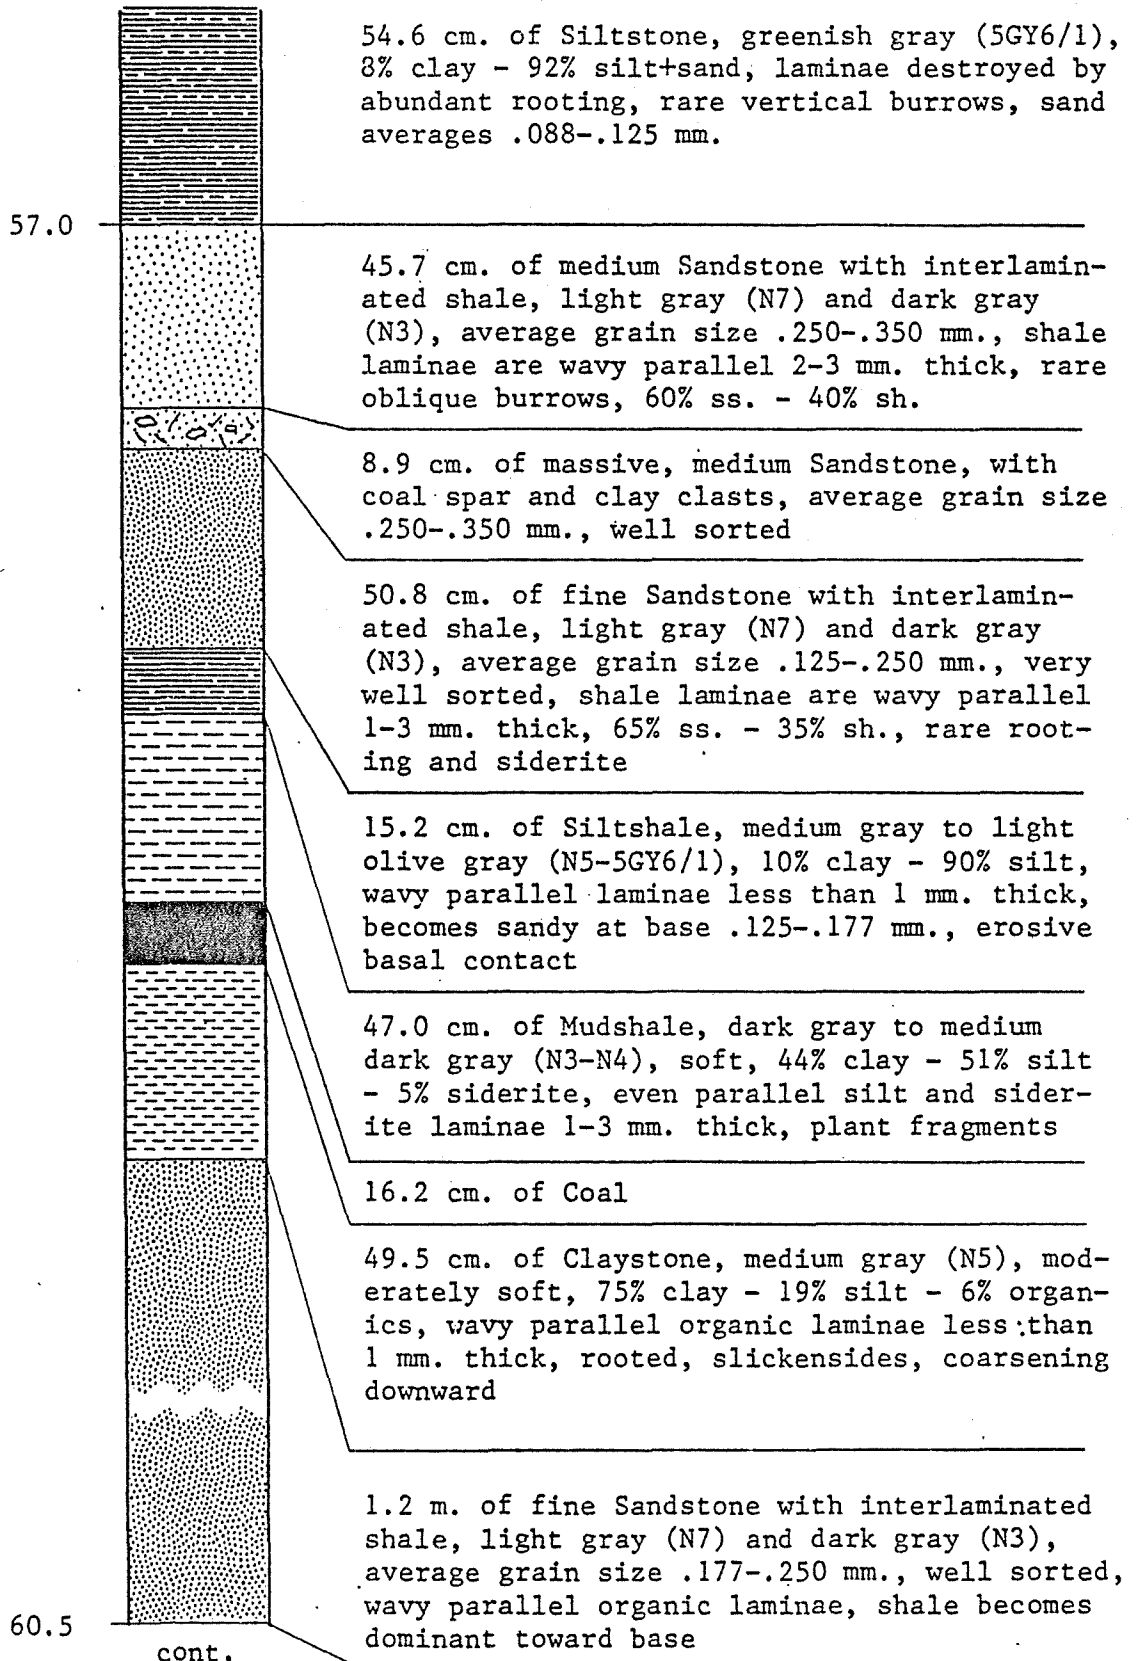 54.6 cm. of Siltstone, greenish gray (5GY6/1),
8% clay - 92% silt+sand, laminae destroyed by
abundant rooting, rare vertical burrows, sand
averages .088-.125 mm.
57.0
45.7 cm. of medium Sandstone with interlamin-
ated shale, light gray (N7) and dark gray
(N3), average grain size .250-.350 mm., shale
laminae are wavy parallel 2-3 mm. thick, rare
oblique burrows, 60% ss. - 40% sh.
8.9 cm. of massive, medium Sandstone, with
coal spar and clay clasts, average grain size
.250-.350 mm., well sorted
50.8 cm. of fine Sandstone with interlamin-
ated shale, light gray (N7) and dark gray
(N3), average grain size .125-.250 mm., very
well sorted, shale laminae are wavy parallel
1-3 mm. thick, 65% ss. - 35% sh., rare root-
ing and siderite
15.2 cm. of Siltshale, medium gray to light
olive gray (N5-5GY6/1), 10% clay - 90% silt,
wavy parallel laminae less than 1 mm. thick,
becomes sandy at base .125-.177 mm., erosive
basal contact
47.0 cm. of Mudshale, dark gray to medium
dark gray (N3-N4), soft, 44% clay - 51% silt
- 5% siderite, even parallel silt and sider-
ite laminae 1-3 mm. thick, plant fragments
16.2 cm. of Coal
49.5 cm. of Claystone, medium gray (N5), mod-
erately soft, 75% clay - 19% silt - 6% organ-
ics, wavy parallel organic laminae less than
1 mm. thick, rooted, slickensides, coarsening
downward
1.2 m. of fine Sandstone with interlaminated
shale, light gray (N7) and dark gray (N3),
average grain size .177-.250 mm., well sorted,
wavy parallel organic laminae, shale becomes
dominant toward base
60.5
cont.